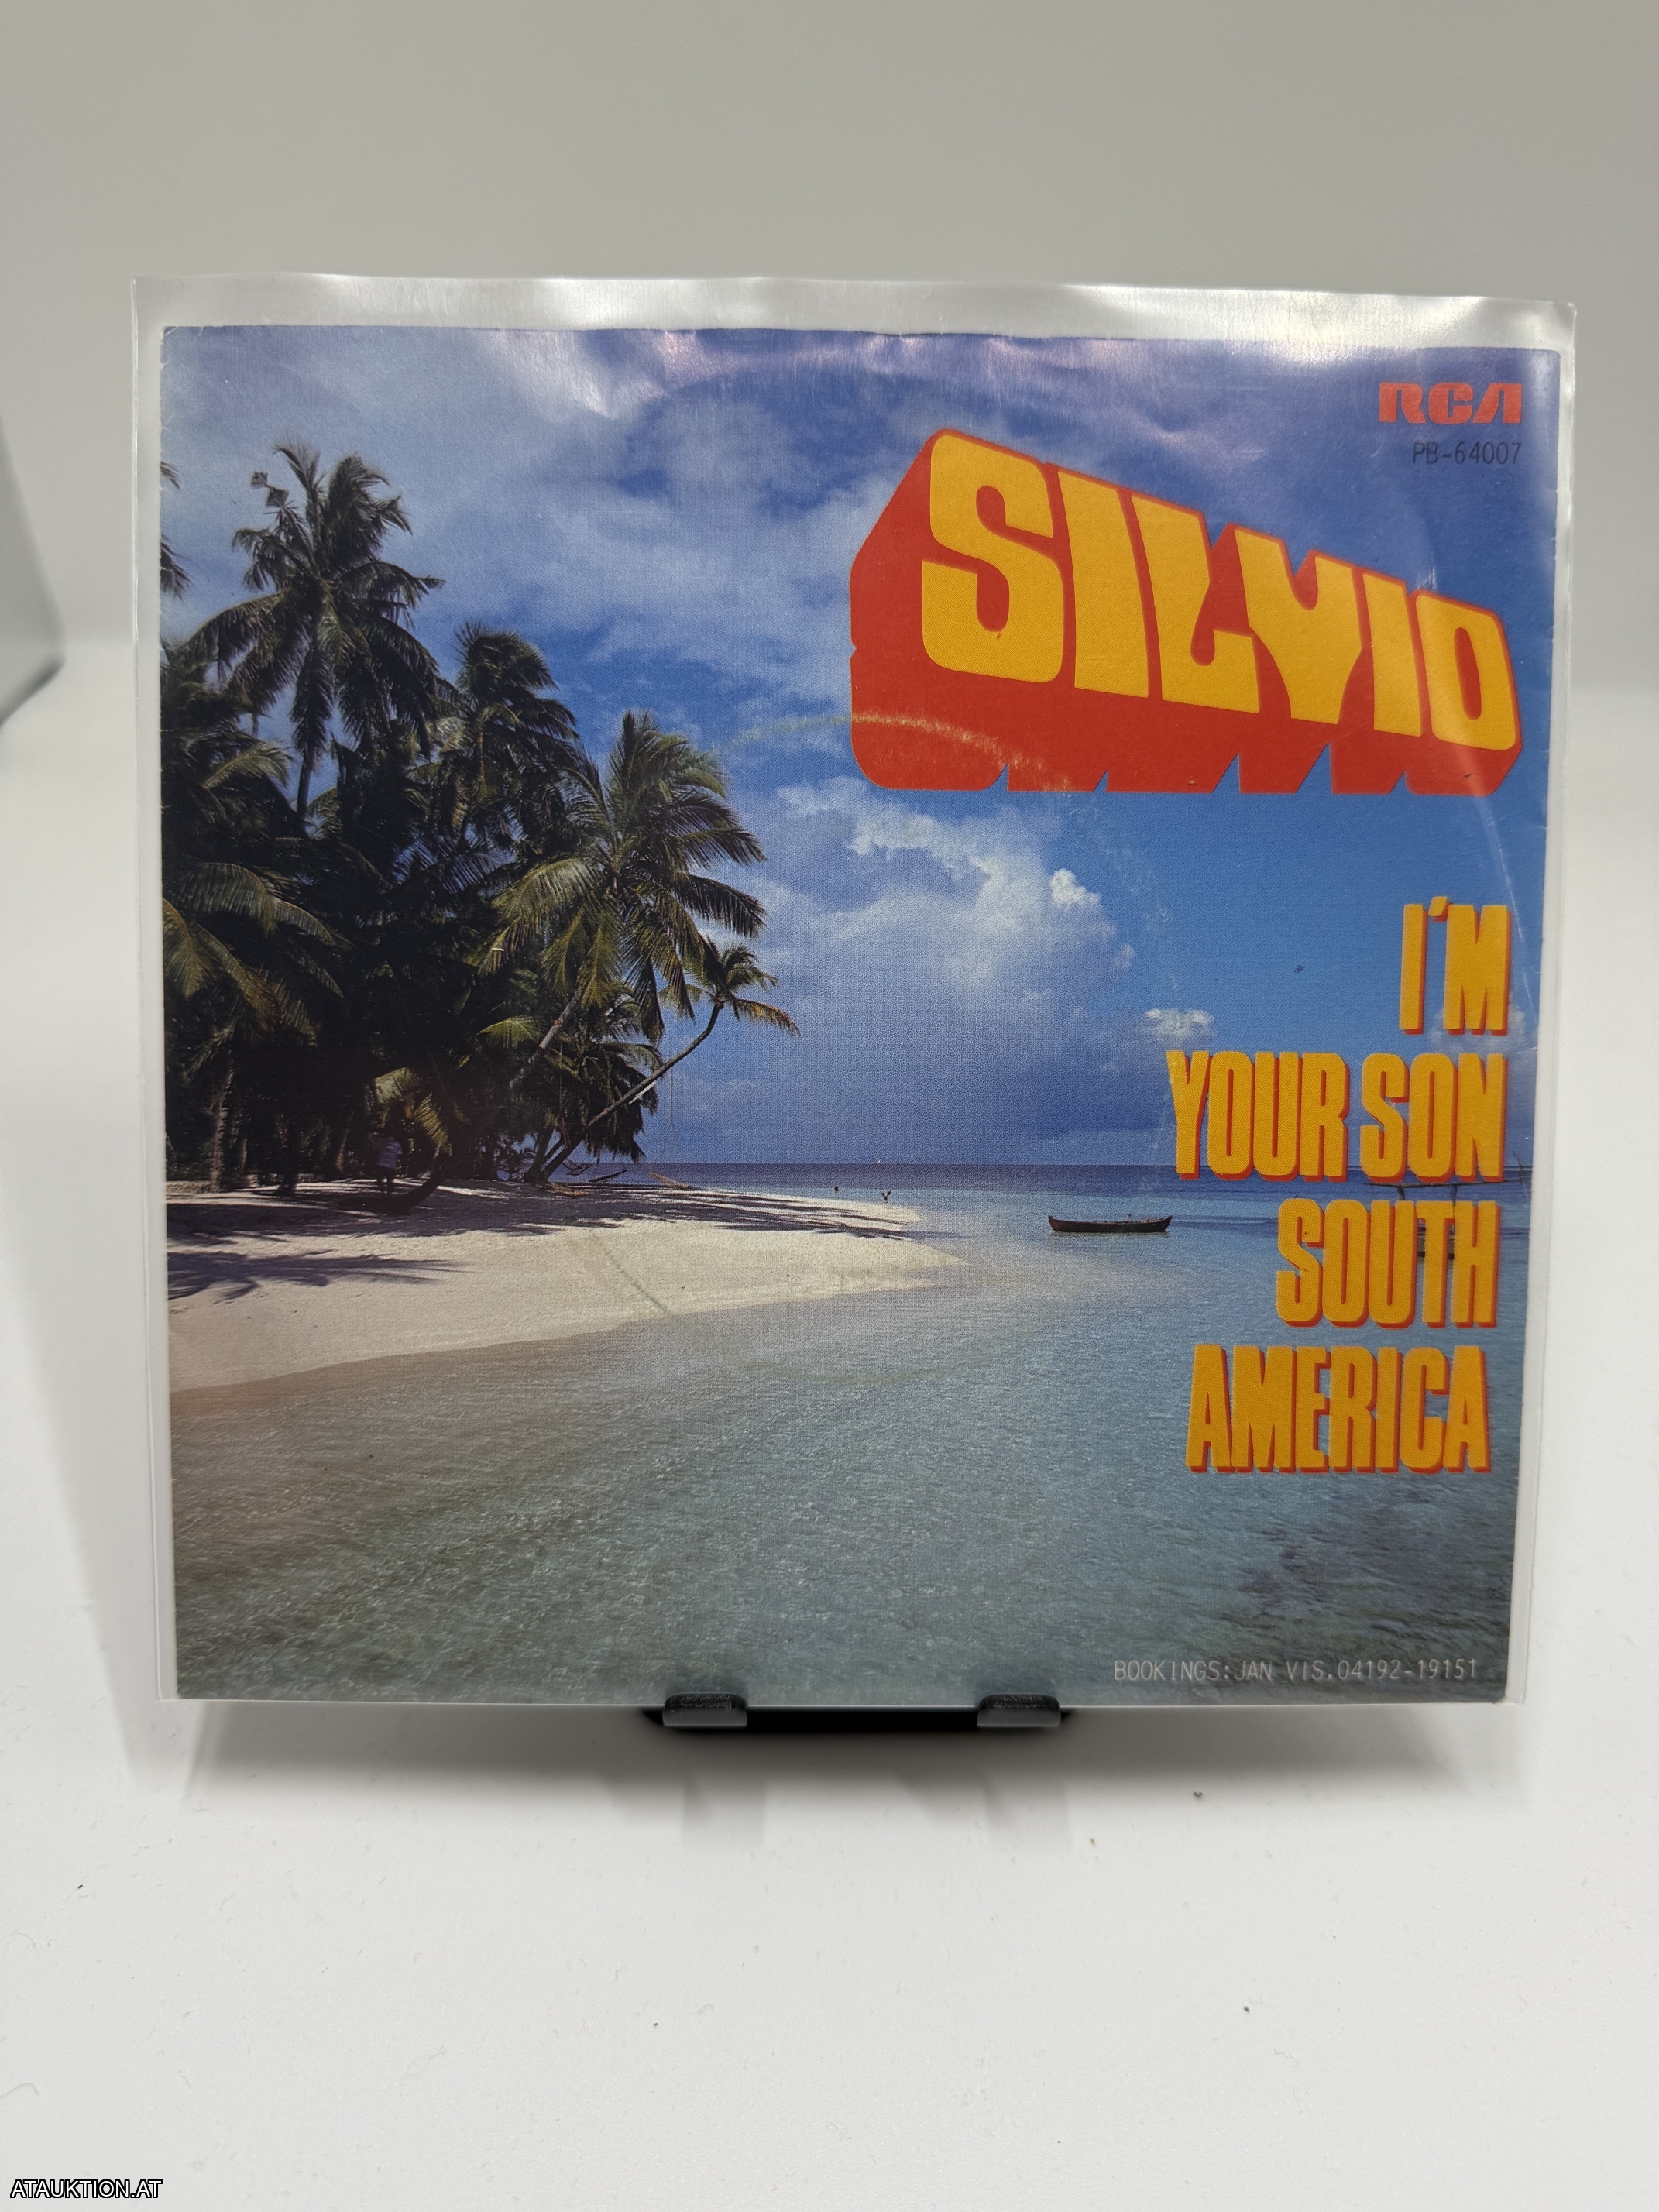 RCA
PB-64007
SILVIO
I'M
YOUR SON
SOUTH
AMERICA
BOOKINGS:JAN VIS.04192-19151
ATAUKTION.AT